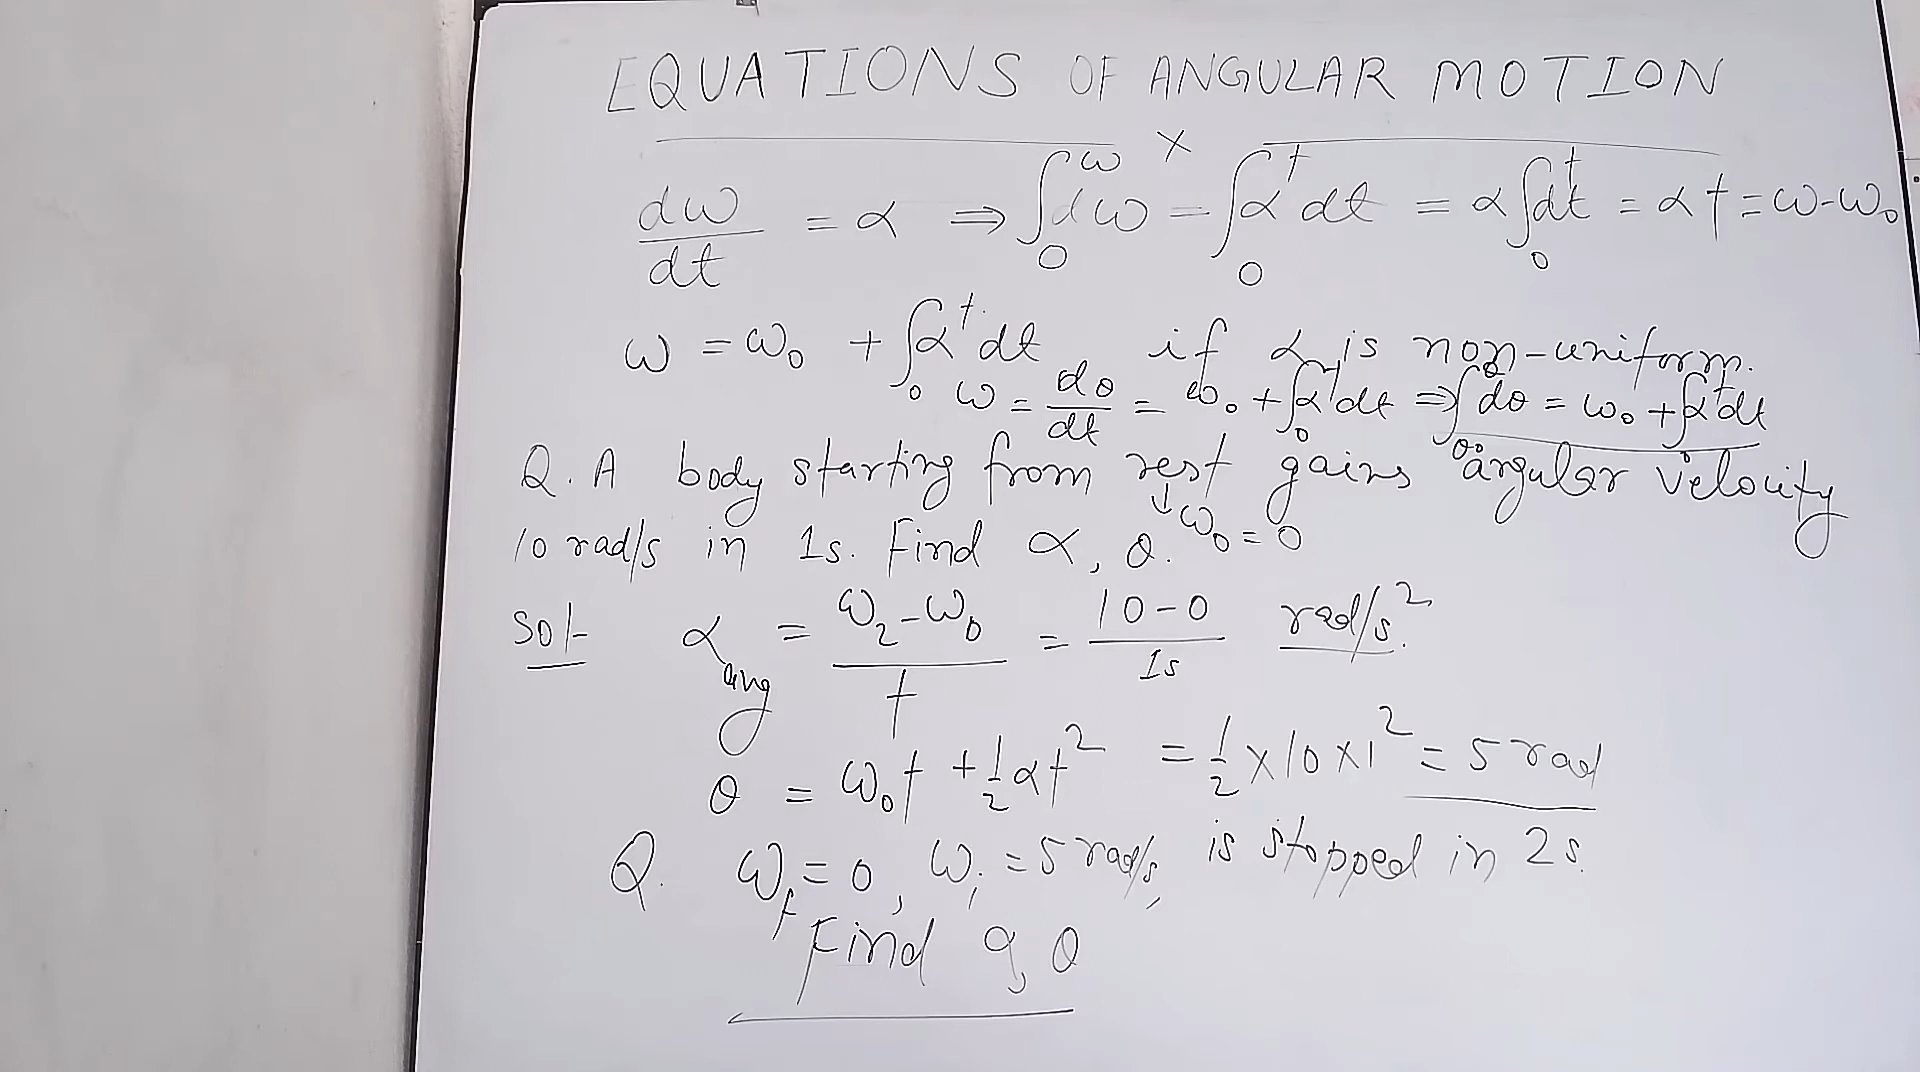 EQUATIONS OF ANGULAR MOTION
x
dω/dt = α ⇒ ∫₀^ω dω = ∫₀^t α dt = α ∫₀^t dt = αt = ω-ω₀
ω = ω₀ + ∫₀^t α dt if α is non-uniform.
ω = dθ/dt = ω₀ + ∫₀^t α dt ⇒ ∫_θ₀^θ dθ = ω₀ + ∫₀^t α dt
Q. A body starting from rest gains angular velocity
↓ ω₀ = 0
10 rad/s in 1s. Find α, θ.
Sol- α_ang = (ω₂-ω₀)/t = (10-0)/1s rad/s².
θ = ω₀t + ½αt² = ½ x 10 x 1² = 5 rad
Q. ω_f = 0, ω_i = 5 rad/s, is stopped in 2s.
Find α, θ